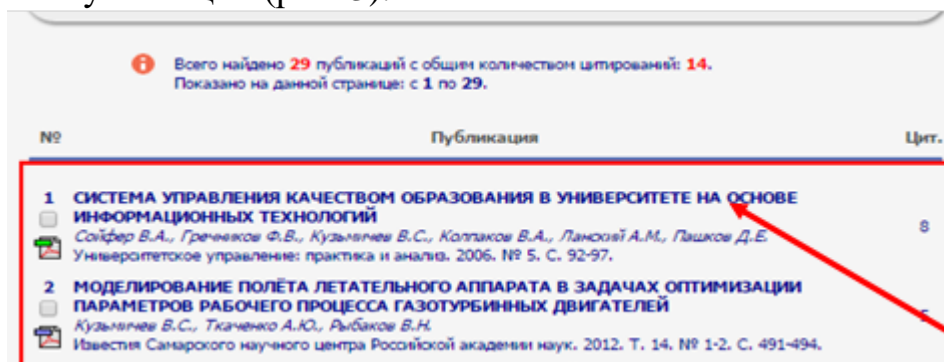 Всего найдено 29 публикаций с общим количеством цитирований: 14.
Показано на данной странице: с 1 по 29.
№ Публикация Цит.
1 СИСТЕМА УПРАВЛЕНИЯ КАЧЕСТВОМ ОБРАЗОВАНИЯ В УНИВЕРСИТЕТЕ НА ОСНОВЕ
ИНФОРМАЦИОННЫХ ТЕХНОЛОГИЙ
8
Сойфер В.А., Гречников Ф.В., Кузьмичев В.С., Колпаков В.А., Ланский А.М., Пашков Д.Е.
Университетское управление: практика и анализ. 2006. № 5. С. 92-97.
2 МОДЕЛИРОВАНИЕ ПОЛЁТА ЛЕТАТЕЛЬНОГО АППАРАТА В ЗАДАЧАХ ОПТИМИЗАЦИИ
ПАРАМЕТРОВ РАБОЧЕГО ПРОЦЕССА ГАЗОТУРБИННЫХ ДВИГАТЕЛЕЙ
Кузьмичев В.С., Ткаченко А.Ю., Рыбаков В.Н.
Известия Самарского научного центра Российской академии наук. 2012. Т. 14. № 1-2. С. 491-494.